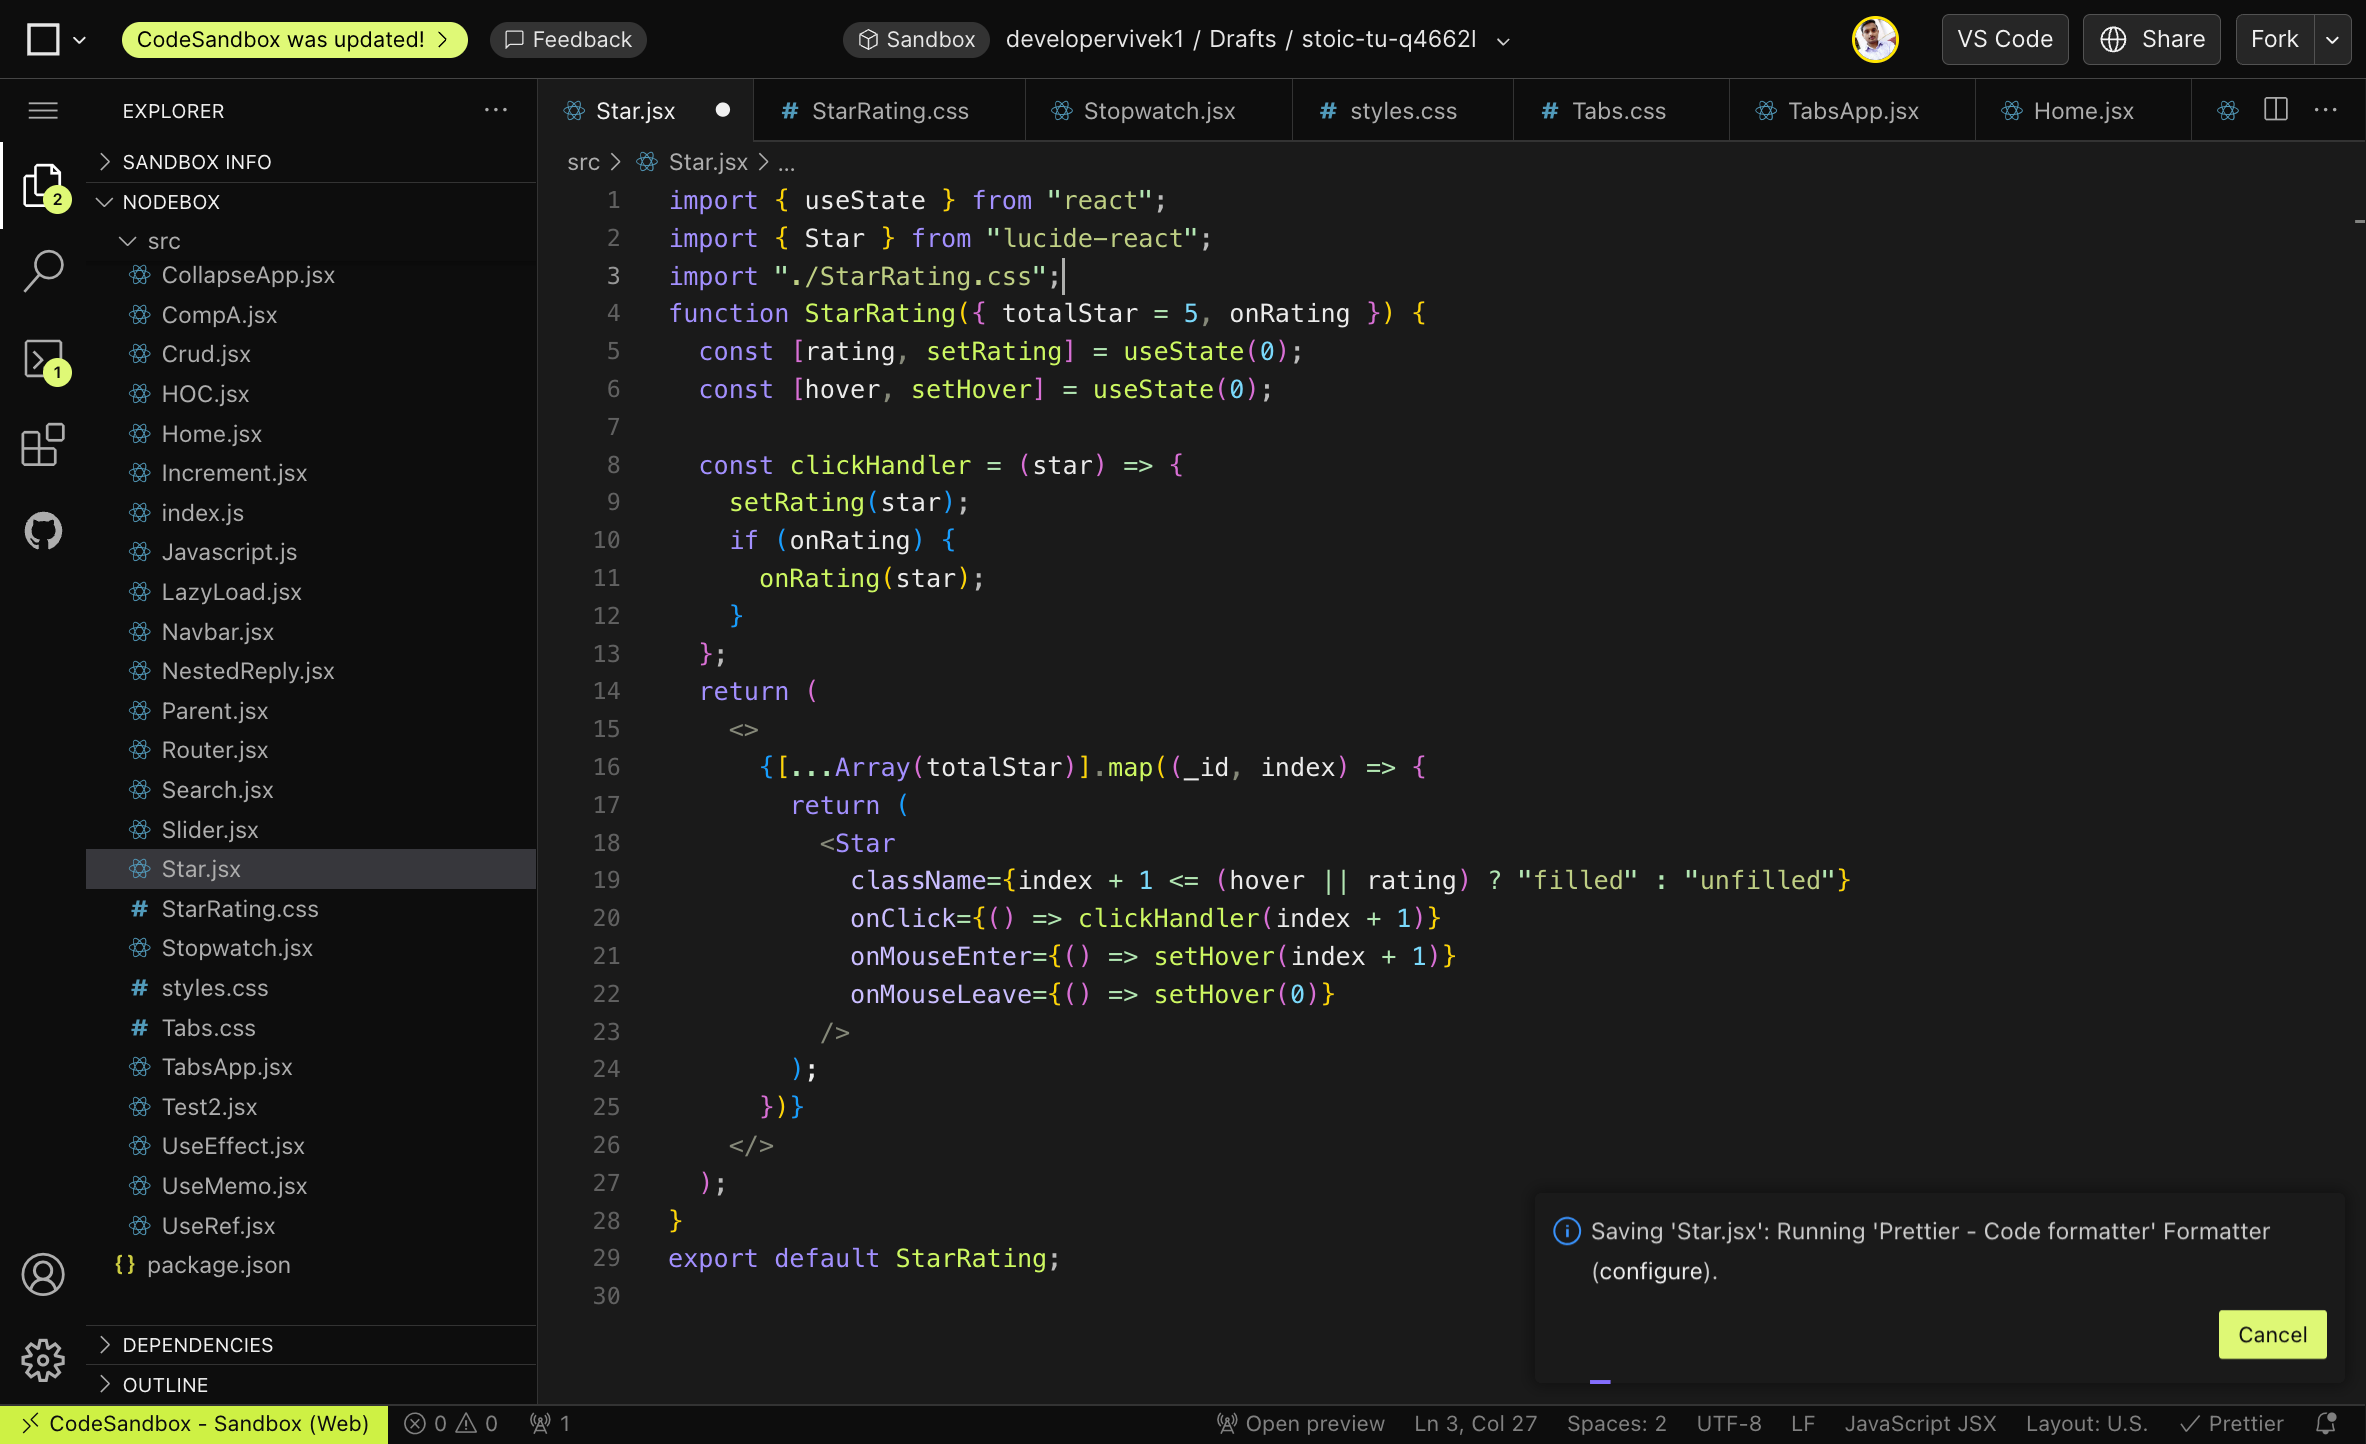 CodeSandbox was updated!
Feedback
Sandbox
developervivek1 / Drafts / stoic-tu-q4662l
VS Code
Share
Fork
EXPLORER
SANDBOX INFO
NODEBOX
src
CollapseApp.jsx
CompA.jsx
Crud.jsx
HOC.jsx
Home.jsx
Increment.jsx
index.js
Javascript.js
LazyLoad.jsx
Navbar.jsx
NestedReply.jsx
Parent.jsx
Router.jsx
Search.jsx
Slider.jsx
Star.jsx
# StarRating.css
Stopwatch.jsx
# styles.css
# Tabs.css
TabsApp.jsx
Test2.jsx
UseEffect.jsx
UseMemo.jsx
UseRef.jsx
{} package.json
DEPENDENCIES
OUTLINE
2
1
Star.jsx
# StarRating.css
Stopwatch.jsx
# styles.css
# Tabs.css
TabsApp.jsx
Home.jsx
src > Star.jsx > ...
1 import { useState } from "react";
2 import { Star } from "lucide-react";
3 import "./StarRating.css";
4 function StarRating({ totalStar = 5, onRating }) {
5 const [rating, setRating] = useState(0);
6 const [hover, setHover] = useState(0);
7
8 const clickHandler = (star) => {
9 setRating(star);
10 if (onRating) {
11 onRating(star);
12 }
13 };
14 return (
15 <>
16 {[...Array(totalStar)].map((_id, index) => {
17 return (
18 <Star
19 className={index + 1 <= (hover || rating) ? "filled" : "unfilled"}
20 onClick={() => clickHandler(index + 1)}
21 onMouseEnter={() => setHover(index + 1)}
22 onMouseLeave={() => setHover(0)}
23 />
24 );
25 })}
26 </>
27 );
28 }
29 export default StarRating;
30
Saving 'Star.jsx': Running 'Prettier - Code formatter' Formatter
(configure).
Cancel
CodeSandbox - Sandbox (Web)
0
0
1
Open preview
Ln 3, Col 27
Spaces: 2
UTF-8
LF
JavaScript JSX
Layout: U.S.
Prettier